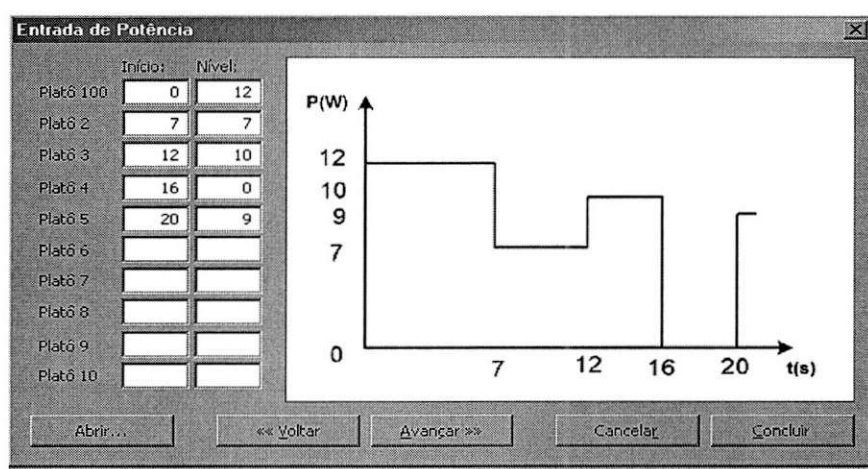 Entrada de Potência
Início: Nível:
Platô 100 0 12
Platô 2 7 7
Platô 3 12 10
Platô 4 16 0
Platô 5 20 9
Platô 6
Platô 7
Platô 8
Platô 9
Platô 10
P(W)
12
10
9
7
0
7 12 16 20 t(s)
Abrir... << Voltar Avançar >> Cancelar Concluir